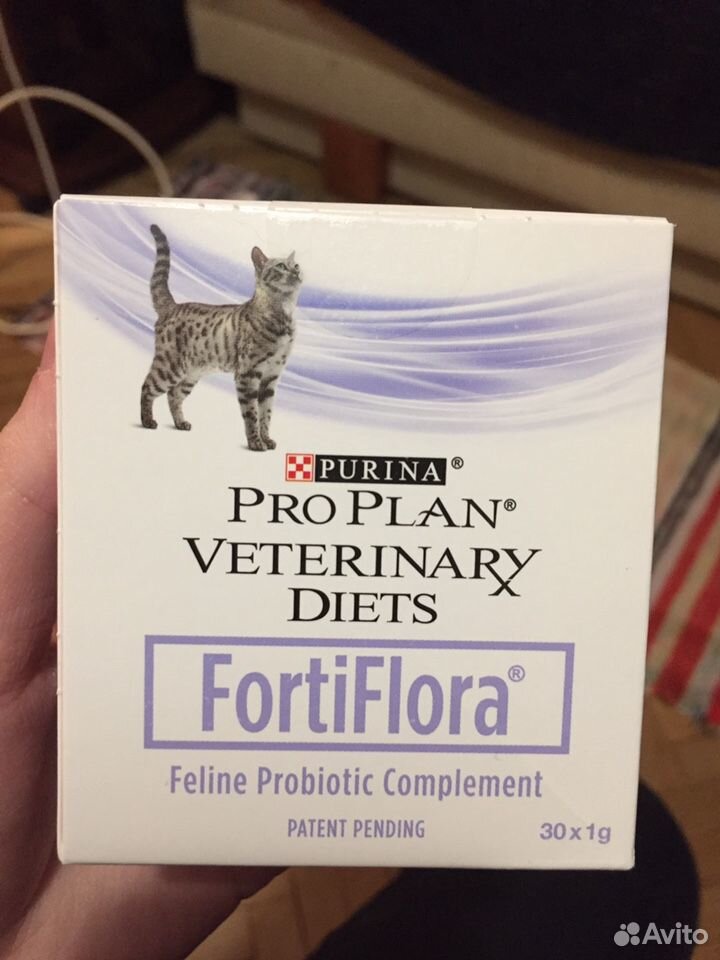 PURINA®
PRO PLAN®
VETERINARY
DIETS
FortiFlora®
Feline Probiotic Complement
PATENT PENDING
30 x 1g
Avito